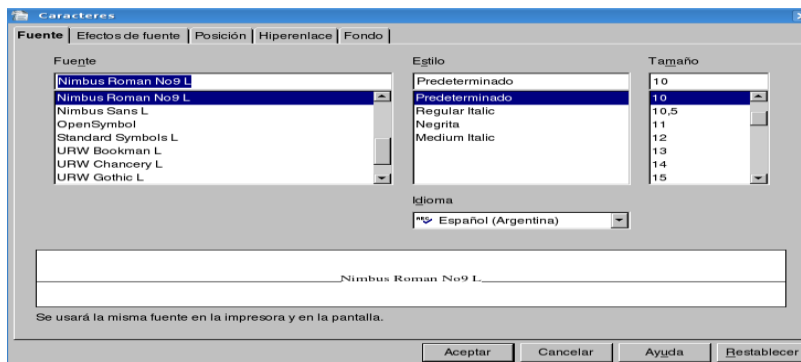 Caracteres
Fuente Efectos de fuente Posición Hiperenlace Fondo
Fuente Estilo Tamaño
Nimbus Roman No9 L Predeterminado 10
Nimbus Roman No9 L Predeterminado 10
Nimbus Sans L Regular Italic 10,5
OpenSymbol Negrita 11
Standard Symbols L Medium Italic 12
URW Bookman L 13
URW Chancery L 14
URW Gothic L 15
Idioma
ABC Español (Argentina)
Nimbus Roman No9 L
Se usará la misma fuente en la impresora y en la pantalla.
Aceptar Cancelar Ayuda Restablecer